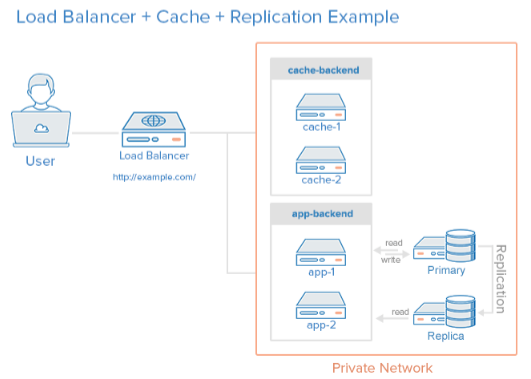 Load Balancer + Cache + Replication Example
User
Load Balancer
http://example.com/
cache-backend
cache-1
cache-2
app-backend
app-1
app-2
read
write
Primary
read
Replica
Replication
Private Network